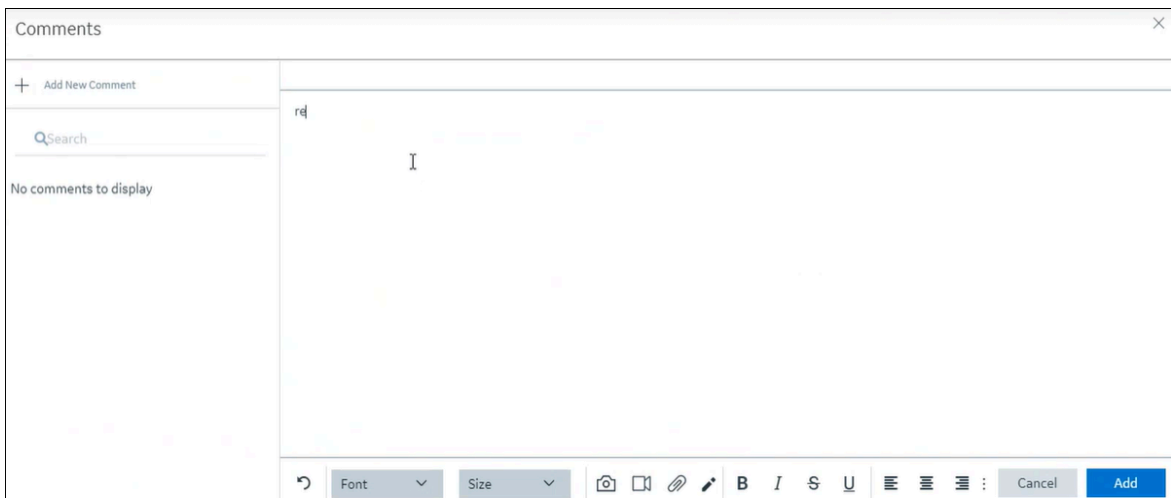 Comments
Add New Comment
Search
No comments to display
re
Font
Size
B I S U
Cancel
Add